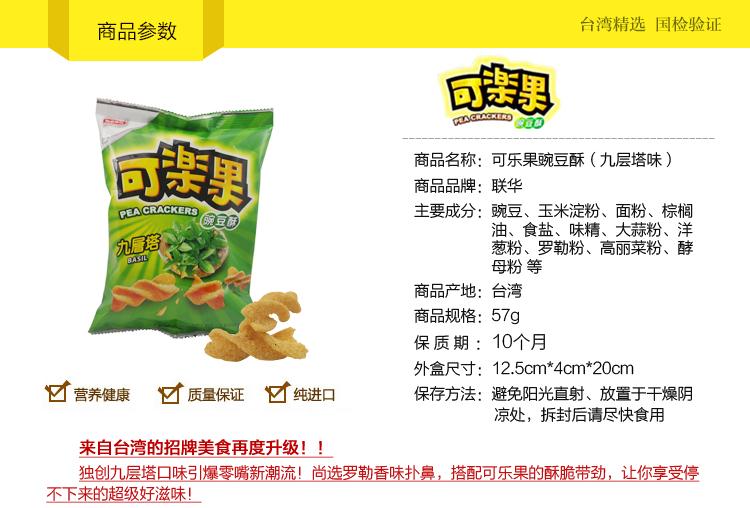 商品参数
台湾精选 国检验证
可楽果
PEA CRACKERS
豌豆酥
可楽果
PEA CRACKERS
豌豆酥
九層塔
BASIL
商品名称：可乐果豌豆酥（九层塔味）
商品品牌：联华
主要成分：豌豆、玉米淀粉、面粉、棕榈
油、食盐、味精、大蒜粉、洋
葱粉、罗勒粉、高丽菜粉、酵
母粉 等
商品产地：台湾
商品规格：57g
保 质 期 ：10个月
外盒尺寸：12.5cm*4cm*20cm
保存方法：避免阳光直射、放置于干燥阴
凉处，拆封后请尽快食用
营养健康
质量保证
纯进口
来自台湾的招牌美食再度升级！！
独创九层塔口味引爆零嘴新潮流！尚选罗勒香味扑鼻，搭配可乐果的酥脆带劲，让你享受停
不下来的超级好滋味！